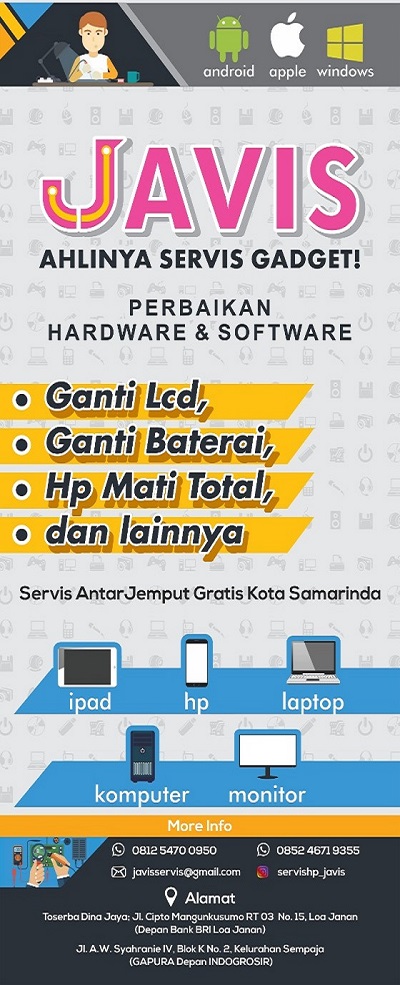 android apple windows
JAVIS
AHLINYA SERVIS GADGET!
PERBAIKAN
HARDWARE & SOFTWARE
• Ganti Lcd,
• Ganti Baterai,
• Hp Mati Total,
• dan lainnya
Servis AntarJemput Gratis Kota Samarinda
ipad hp laptop
komputer monitor
More Info
0812 5470 0950 0852 4671 9355
javisservis@gmail.com servishp_javis
Alamat
Toserba Dina Jaya; Jl. Cipto Mangunkusumo RT 03 No. 15, Loa Janan
(Depan Bank BRI Loa Janan)
Jl. A.W. Syahranie IV, Blok K No. 2, Kelurahan Sempaja
(GAPURA Depan INDOGROSIR)